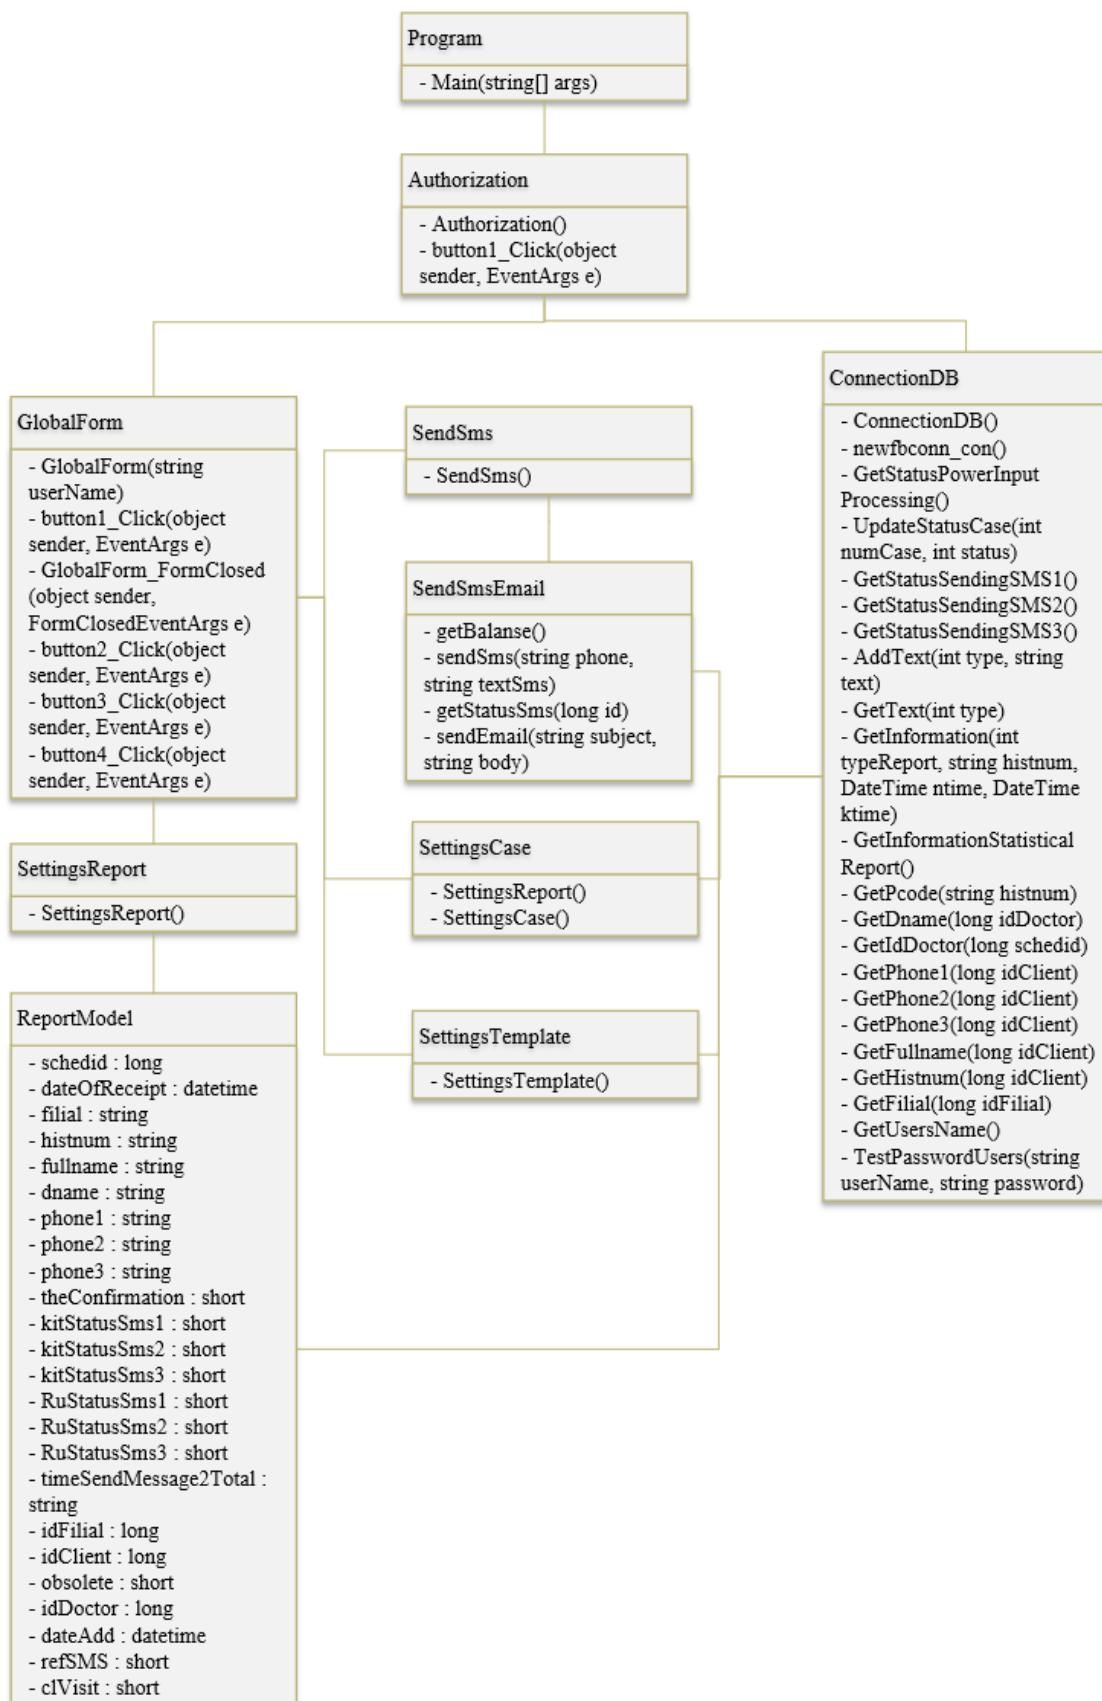 Program
- Main(string[] args)
Authorization
- Authorization()
- button1_Click(object
sender, EventArgs e)
GlobalForm
- GlobalForm(string
userName)
- button1_Click(object
sender, EventArgs e)
- GlobalForm_FormClosed
(object sender,
FormClosedEventArgs e)
- button2_Click(object
sender, EventArgs e)
- button3_Click(object
sender, EventArgs e)
- button4_Click(object
sender, EventArgs e)
SettingsReport
- SettingsReport()
ReportModel
- schedid : long
- dateOfReceipt : datetime
- filial : string
- histnum : string
- fullname : string
- dname : string
- phone1 : string
- phone2 : string
- phone3 : string
- theConfirmation : short
- kitStatusSms1 : short
- kitStatusSms2 : short
- kitStatusSms3 : short
- RuStatusSms1 : short
- RuStatusSms2 : short
- RuStatusSms3 : short
- timeSendMessage2Total :
string
- idFilial : long
- idClient : long
- obsolete : short
- idDoctor : long
- dateAdd : datetime
- refSMS : short
- clVisit : short
SendSms
- SendSms()
SendSmsEmail
- getBalanse()
- sendSms(string phone,
string textSms)
- getStatusSms(long id)
- sendEmail(string subject,
string body)
SettingsCase
- SettingsReport()
- SettingsCase()
SettingsTemplate
- SettingsTemplate()
ConnectionDB
- ConnectionDB()
- newfbconn_con()
- GetStatusPowerInput
Processing()
- UpdateStatusCase(int
numCase, int status)
- GetStatusSendingSMS1()
- GetStatusSendingSMS2()
- GetStatusSendingSMS3()
- AddText(int type, string
text)
- GetText(int type)
- GetInformation(int
typeReport, string histnum,
DateTime ntime, DateTime
ktime)
- GetInformationStatistical
Report()
- GetPcode(string histnum)
- GetDname(long idDoctor)
- GetIdDoctor(long schedid)
- GetPhone1(long idClient)
- GetPhone2(long idClient)
- GetPhone3(long idClient)
- GetFullname(long idClient)
- GetHistnum(long idClient)
- GetFilial(long idFilial)
- GetUsersName()
- TestPasswordUsers(string
userName, string password)